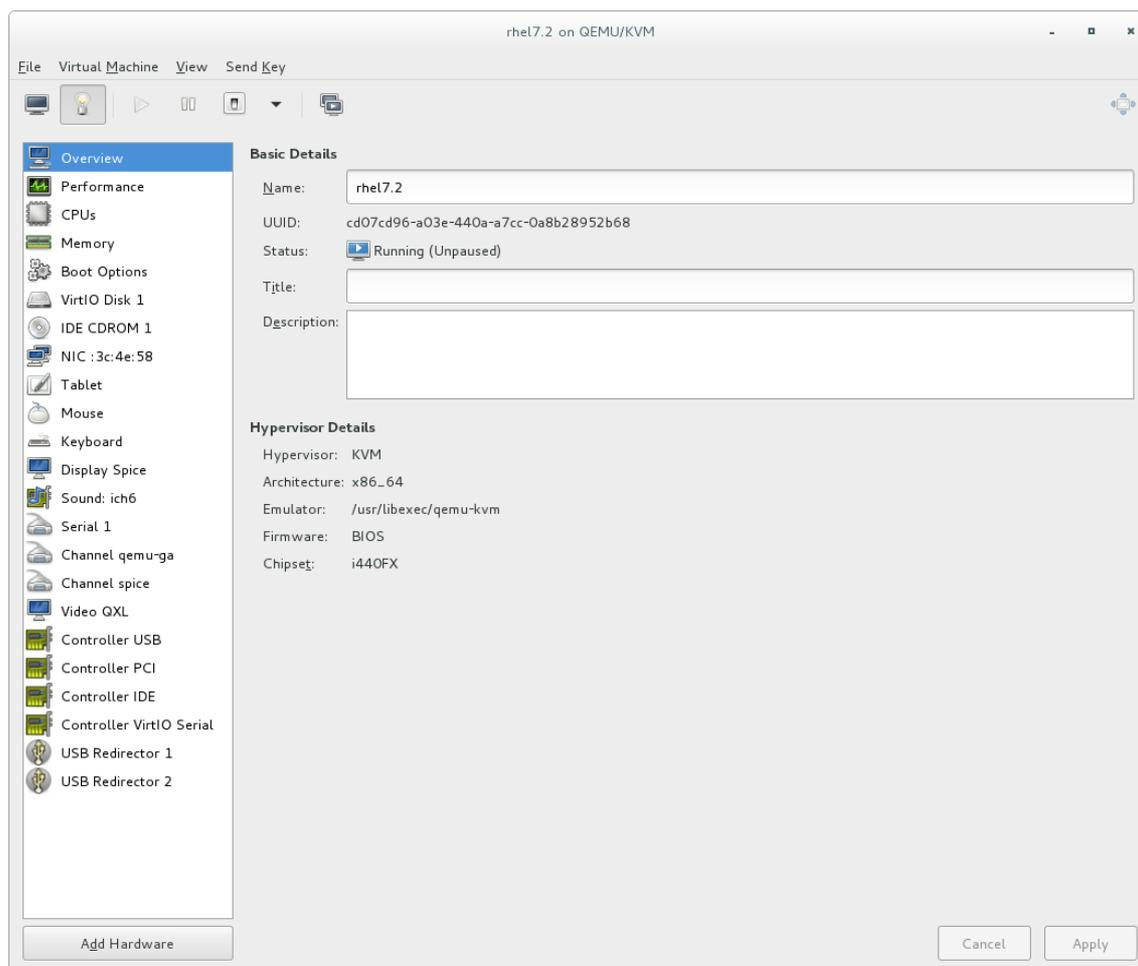 rhel7.2 on QEMU/KVM
File Virtual Machine View Send Key
Overview
Performance
CPUs
Memory
Boot Options
VirtIO Disk 1
IDE CDROM 1
NIC :3c:4e:58
Tablet
Mouse
Keyboard
Display Spice
Sound: ich6
Serial 1
Channel qemu-ga
Channel spice
Video QXL
Controller USB
Controller PCI
Controller IDE
Controller VirtIO Serial
USB Redirector 1
USB Redirector 2
Add Hardware
Basic Details
Name: rhel7.2
UUID: cd07cd96-a03e-440a-a7cc-0a8b28952b68
Status: Running (Unpaused)
Title:
Description:
Hypervisor Details
Hypervisor: KVM
Architecture: x86_64
Emulator: /usr/libexec/qemu-kvm
Firmware: BIOS
Chipset: i440FX
Cancel Apply